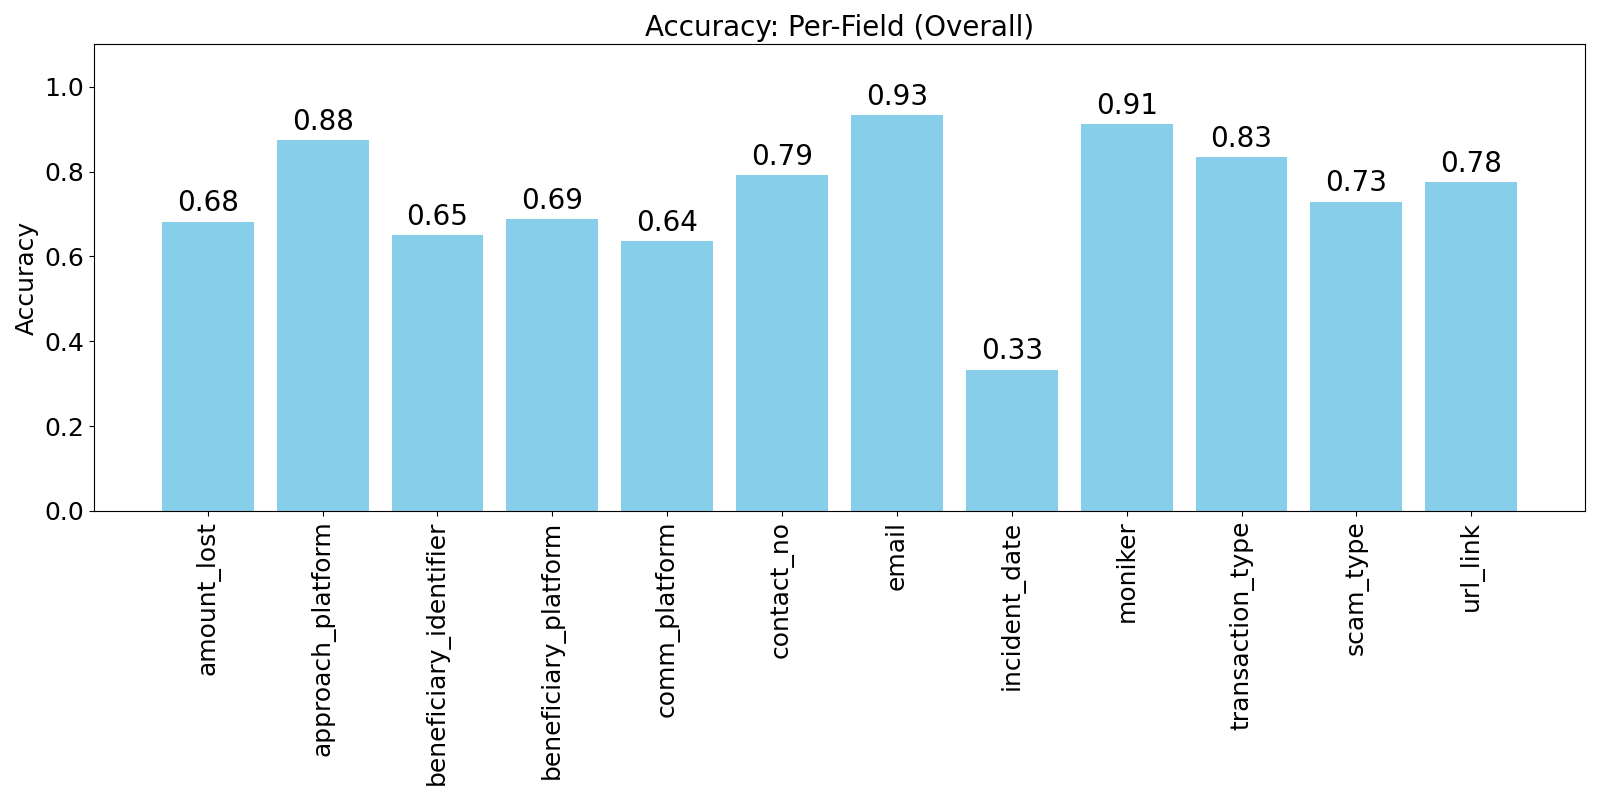 Accuracy: Per-Field (Overall)
Accuracy
1.0
0.8
0.6
0.4
0.2
0.0
0.68
0.88
0.65
0.69
0.64
0.79
0.93
0.33
0.91
0.83
0.73
0.78
amount_lost
approach_platform
beneficiary_identifier
beneficiary_platform
comm_platform
contact_no
email
incident_date
moniker
transaction_type
scam_type
url_link